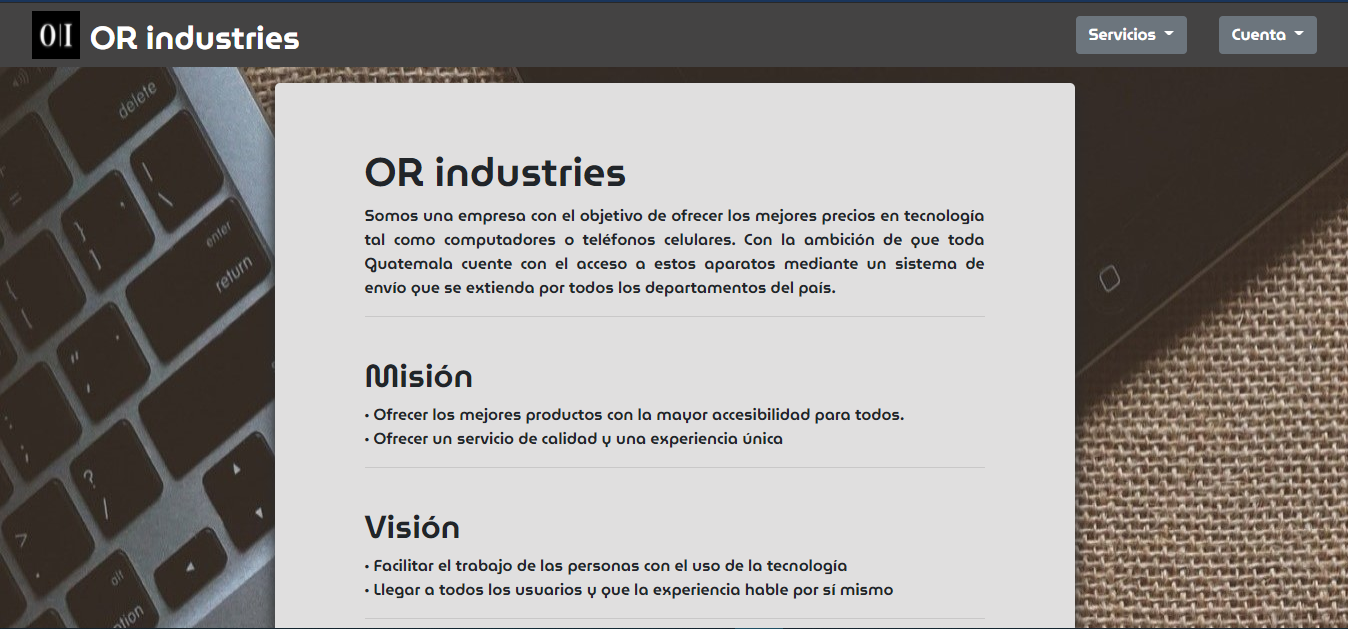 O|I OR industries
Servicios
Cuenta
OR industries
Somos una empresa con el objetivo de ofrecer los mejores precios en tecnología
tal como computadores o teléfonos celulares. Con la ambición de que toda
Guatemala cuente con el acceso a estos aparatos mediante un sistema de
envío que se extienda por todos los departamentos del país.
Misión
• Ofrecer los mejores productos con la mayor accesibilidad para todos.
• Ofrecer un servicio de calidad y una experiencia única
Visión
• Facilitar el trabajo de las personas con el uso de la tecnología
• Llegar a todos los usuarios y que la experiencia hable por sí mismo
delete
enter
return
alt